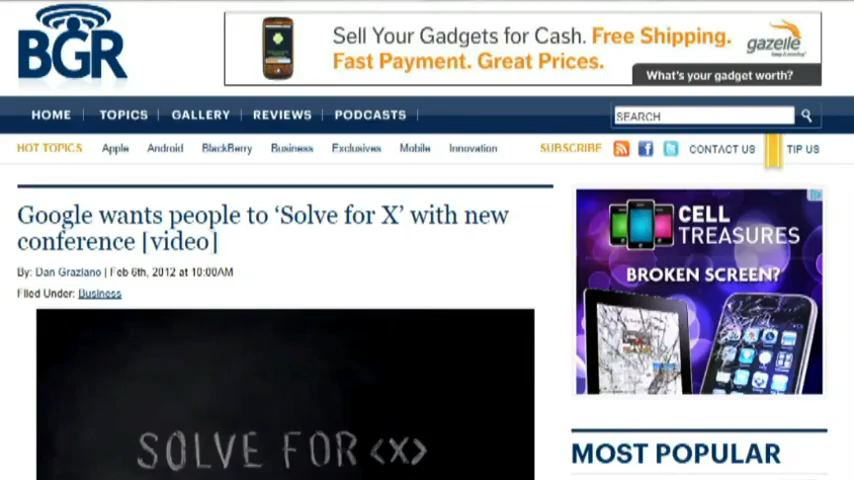 BGR
Sell Your Gadgets for Cash. Free Shipping.
Fast Payment. Great Prices.
gazelle
What's your gadget worth?
HOME TOPICS GALLERY REVIEWS PODCASTS
SEARCH
HOT TOPICS Apple Android BlackBerry Business Exclusives Mobile Innovation
SUBSCRIBE CONTACT US TIP US
Google wants people to ‘Solve for X’ with new
conference [video]
By: Dan Graziano | Feb 6th, 2012 at 10:00AM
Filed Under: Business
SOLVE FOR <X>
CELL
TREASURES
BROKEN SCREEN?
MOST POPULAR